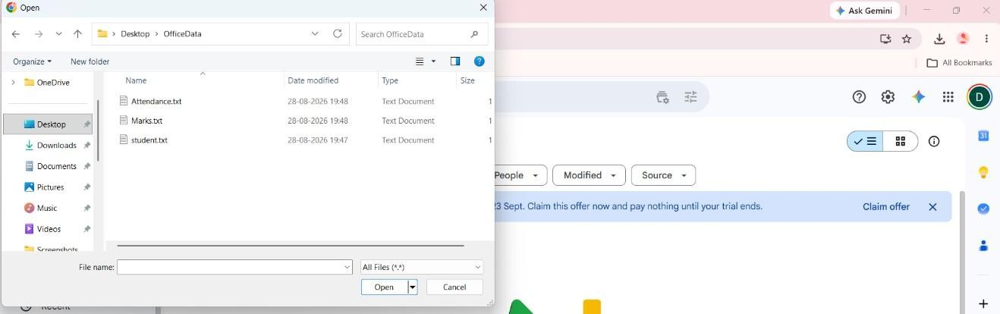 Open
Ask Gemini
Desktop > OfficeData
Search OfficeData
Organize
New folder
All Bookmarks
OneDrive
Name Date modified Type Size
Attendance.txt 28-08-2026 19:48 Text Document 1
Marks.txt 28-08-2026 19:48 Text Document 1
student.txt 28-08-2026 19:47 Text Document 1
Desktop
Downloads
Documents
Pictures
Music
Videos
Screenshots
D
31
People
Modified
Source
23 Sept. Claim this offer now and pay nothing until your trial ends.
Claim offer
File name:
All Files (*.*)
Open
Cancel
Recent